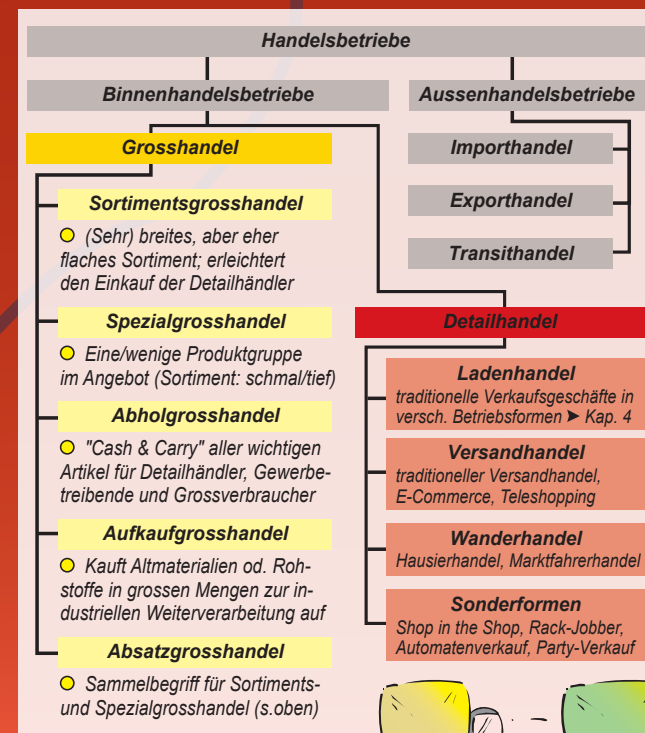 Handelsbetriebe
Binnenhandelsbetriebe
Aussenhandelsbetriebe
Grosshandel
Importhandel
Exporthandel
Transithandel
Sortimentsgrosshandel
(Sehr) breites, aber eher
flaches Sortiment; erleichtert
den Einkauf der Detailhändler
Spezialgrosshandel
Eine/wenige Produktgruppe
im Angebot (Sortiment: schmal/tief)
Abholgrosshandel
"Cash & Carry" aller wichtigen
Artikel für Detailhändler, Gewerbe-
treibende und Grossverbraucher
Aufkaufgrosshandel
Kauft Altmaterialien od. Roh-
stoffe in grossen Mengen zur in-
dustriellen Weiterverarbeitung auf
Absatzgrosshandel
Sammelbegriff für Sortiments-
und Spezialgrosshandel (s.oben)
Detailhandel
Ladenhandel
traditionelle Verkaufsgeschäfte in
versch. Betriebsformen ➤ Kap. 4
Versandhandel
traditioneller Versandhandel,
E-Commerce, Teleshopping
Wanderhandel
Hausierhandel, Marktfahrerhandel
Sonderformen
Shop in the Shop, Rack-Jobber,
Automatenverkauf, Party-Verkauf